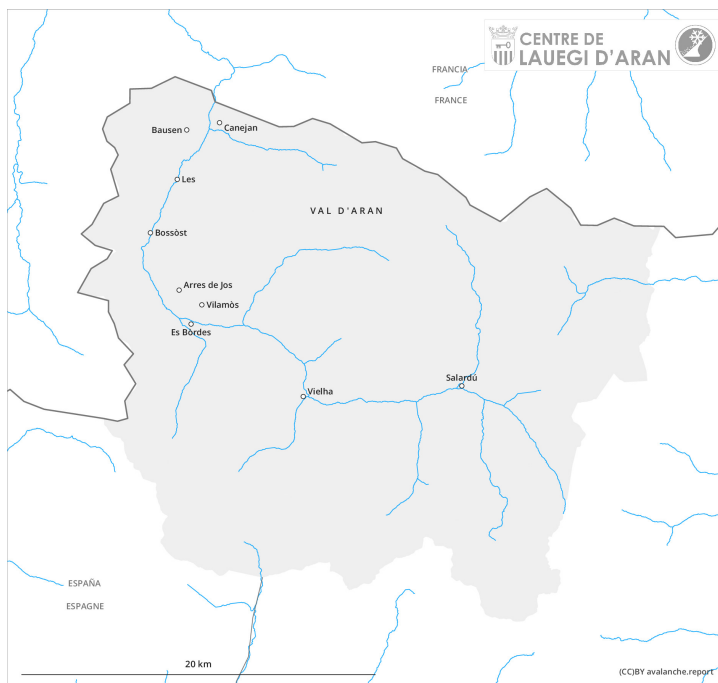 CENTRE DE
LAUEGI D'ARAN
FRANCIA
FRANCE
Canejan
Bausen
Les
VAL D'ARAN
Bossòst
Arres de Jos
Vilamòs
Es Bòrdes
Salardú
Vielha
ESPAÑA
ESPAGNE
20 km
(CC)BY avalanche.report